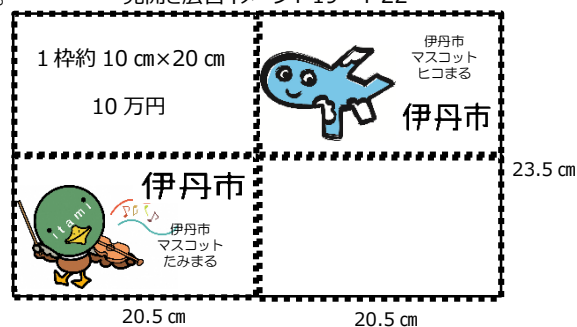 1 枠約 10 ㎝×20 ㎝
10 万円
伊丹市
マスコット
ヒコまる
伊丹市
伊丹市
itami
伊丹市
マスコット
たみまる
23.5 ㎝
20.5 ㎝
20.5 ㎝